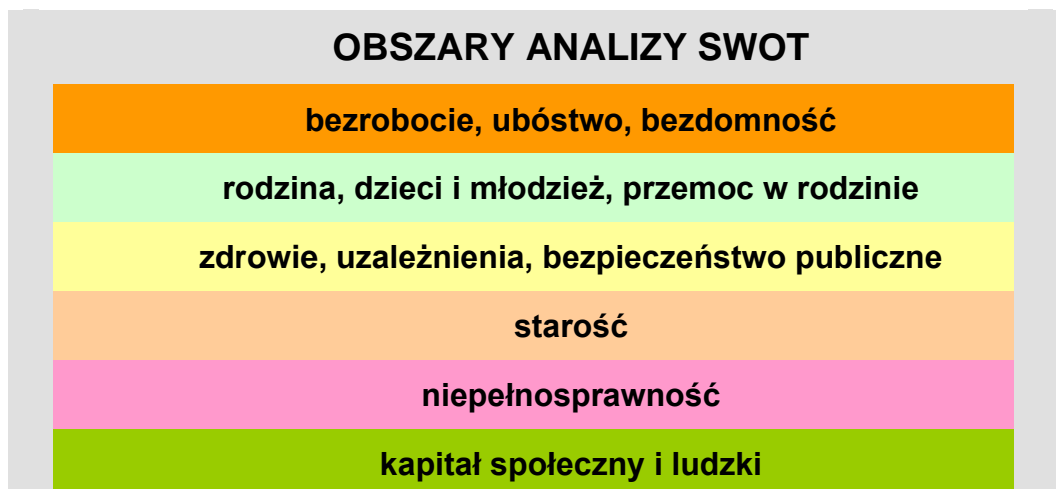 OBSZARY ANALIZY SWOT
bezrobocie, ubóstwo, bezdomność
rodzina, dzieci i młodzież, przemoc w rodzinie
zdrowie, uzależnienia, bezpieczeństwo publiczne
starość
niepełnosprawność
kapitał społeczny i ludzki